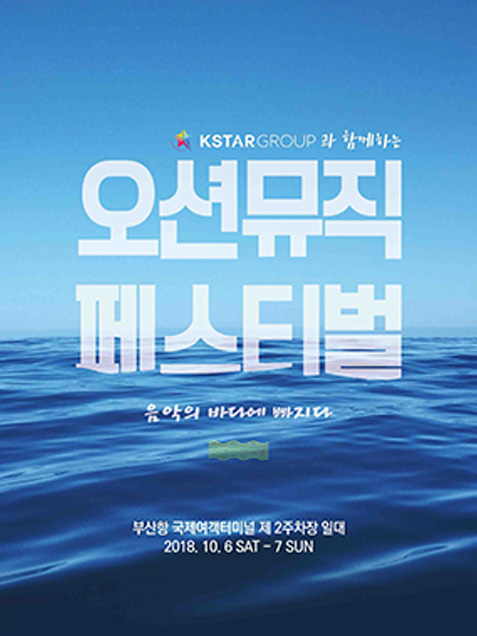 KSTARGROUP 과 함께하는
오션뮤직
페스티벌
음악의 바다에 빠지다
부산항 국제여객터미널 제 2주차장 일대
2018. 10. 6 SAT - 7 SUN